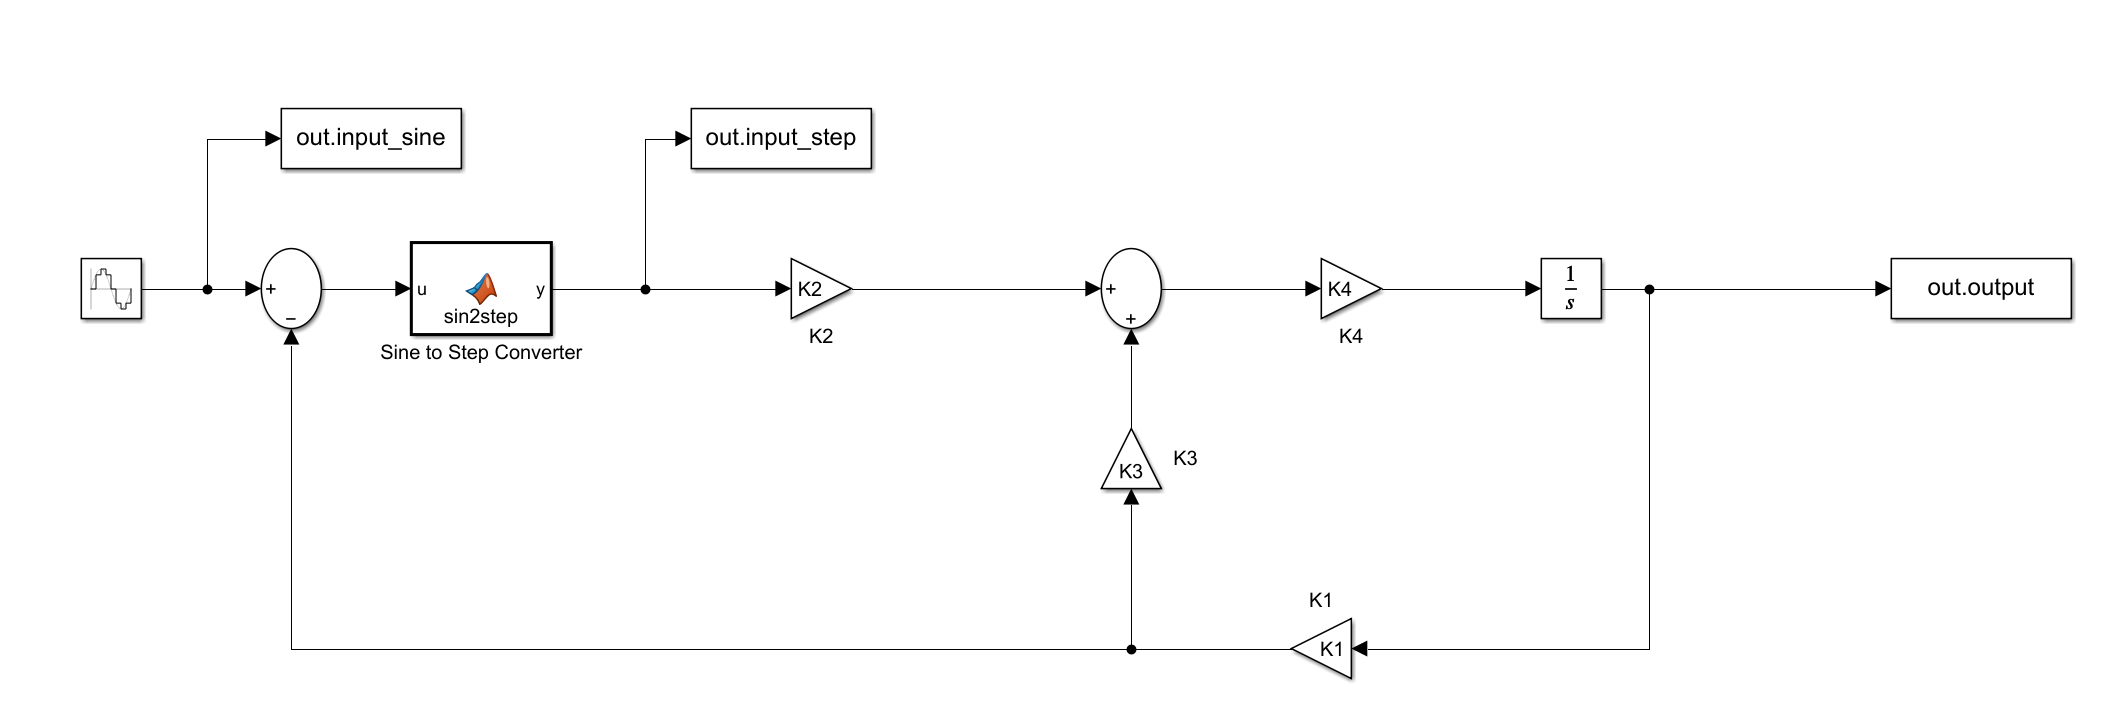 out.input_sine
out.input_step
+
−
u
y
sin2step
Sine to Step Converter
K2
K2
+
+
K4
K4
1
s
out.output
K3
K3
K1
K1